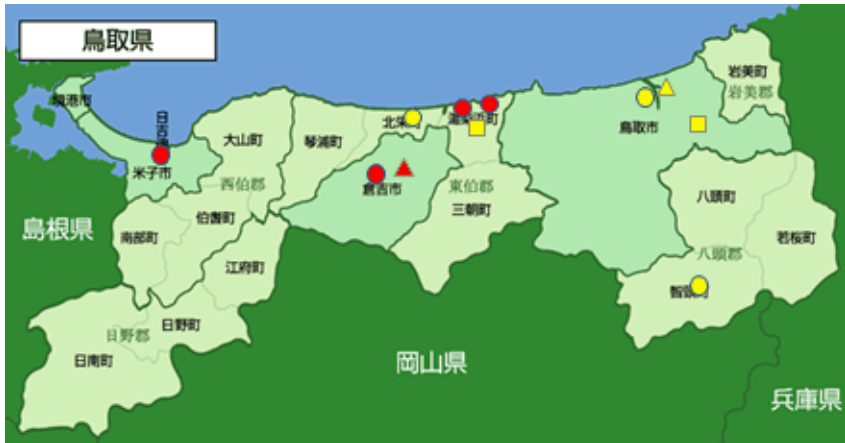 鳥取県
岩美町
岩美郡
境港市
日吉津
大山町
琴浦町
北栄町
湯梨浜町
鳥取市
米子市
西伯郡
倉吉市
東伯郡
三朝町
八頭町
伯耆町
島根県
南部町
若桜町
八頭郡
江府町
智頭町
日野町
日野郡
日南町
岡山県
兵庫県